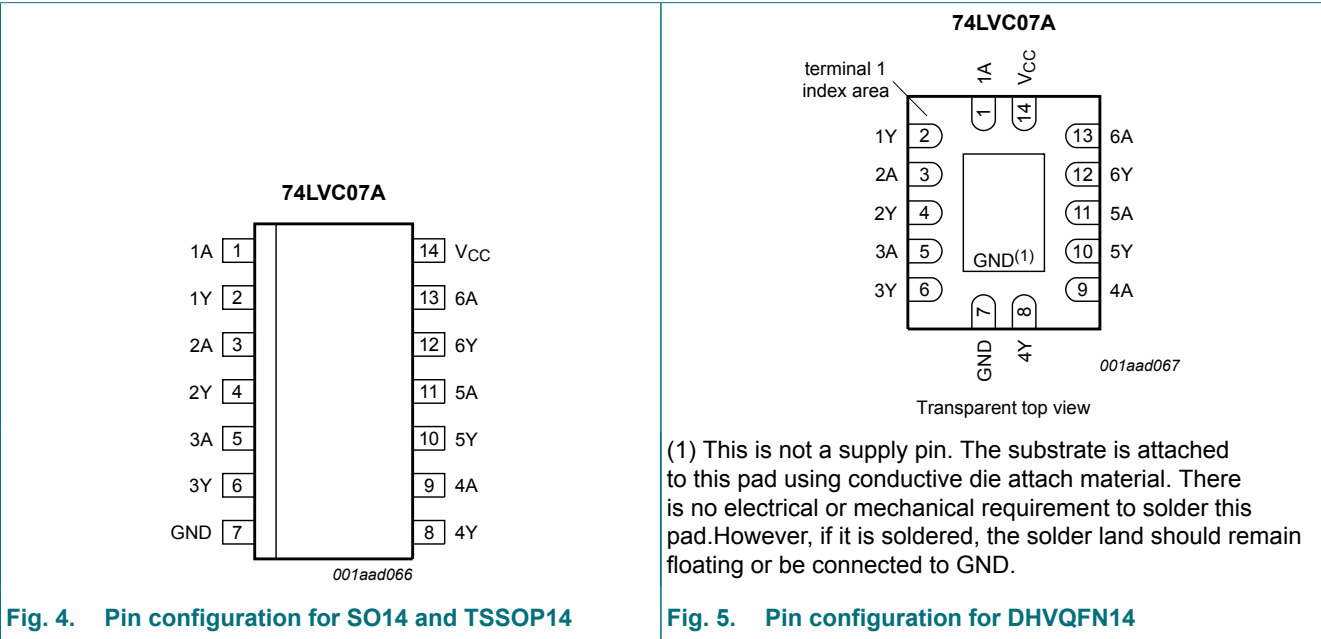 74LVC07A
1A 1
14 VCC
1Y 2
13 6A
2A 3
12 6Y
2Y 4
11 5A
3A 5
10 5Y
3Y 6
9 4A
GND 7
8 4Y
001aad066
Fig. 4. Pin configuration for SO14 and TSSOP14
74LVC07A
terminal 1
index area
1A
VCC
1
14
1Y 2
13 6A
2A 3
12 6Y
2Y 4
11 5A
3A 5
10 5Y
GND(1)
3Y 6
9 4A
7
8
GND
4Y
001aad067
Transparent top view
(1) This is not a supply pin. The substrate is attached
to this pad using conductive die attach material. There
is no electrical or mechanical requirement to solder this
pad.However, if it is soldered, the solder land should remain
floating or be connected to GND.
Fig. 5. Pin configuration for DHVQFN14